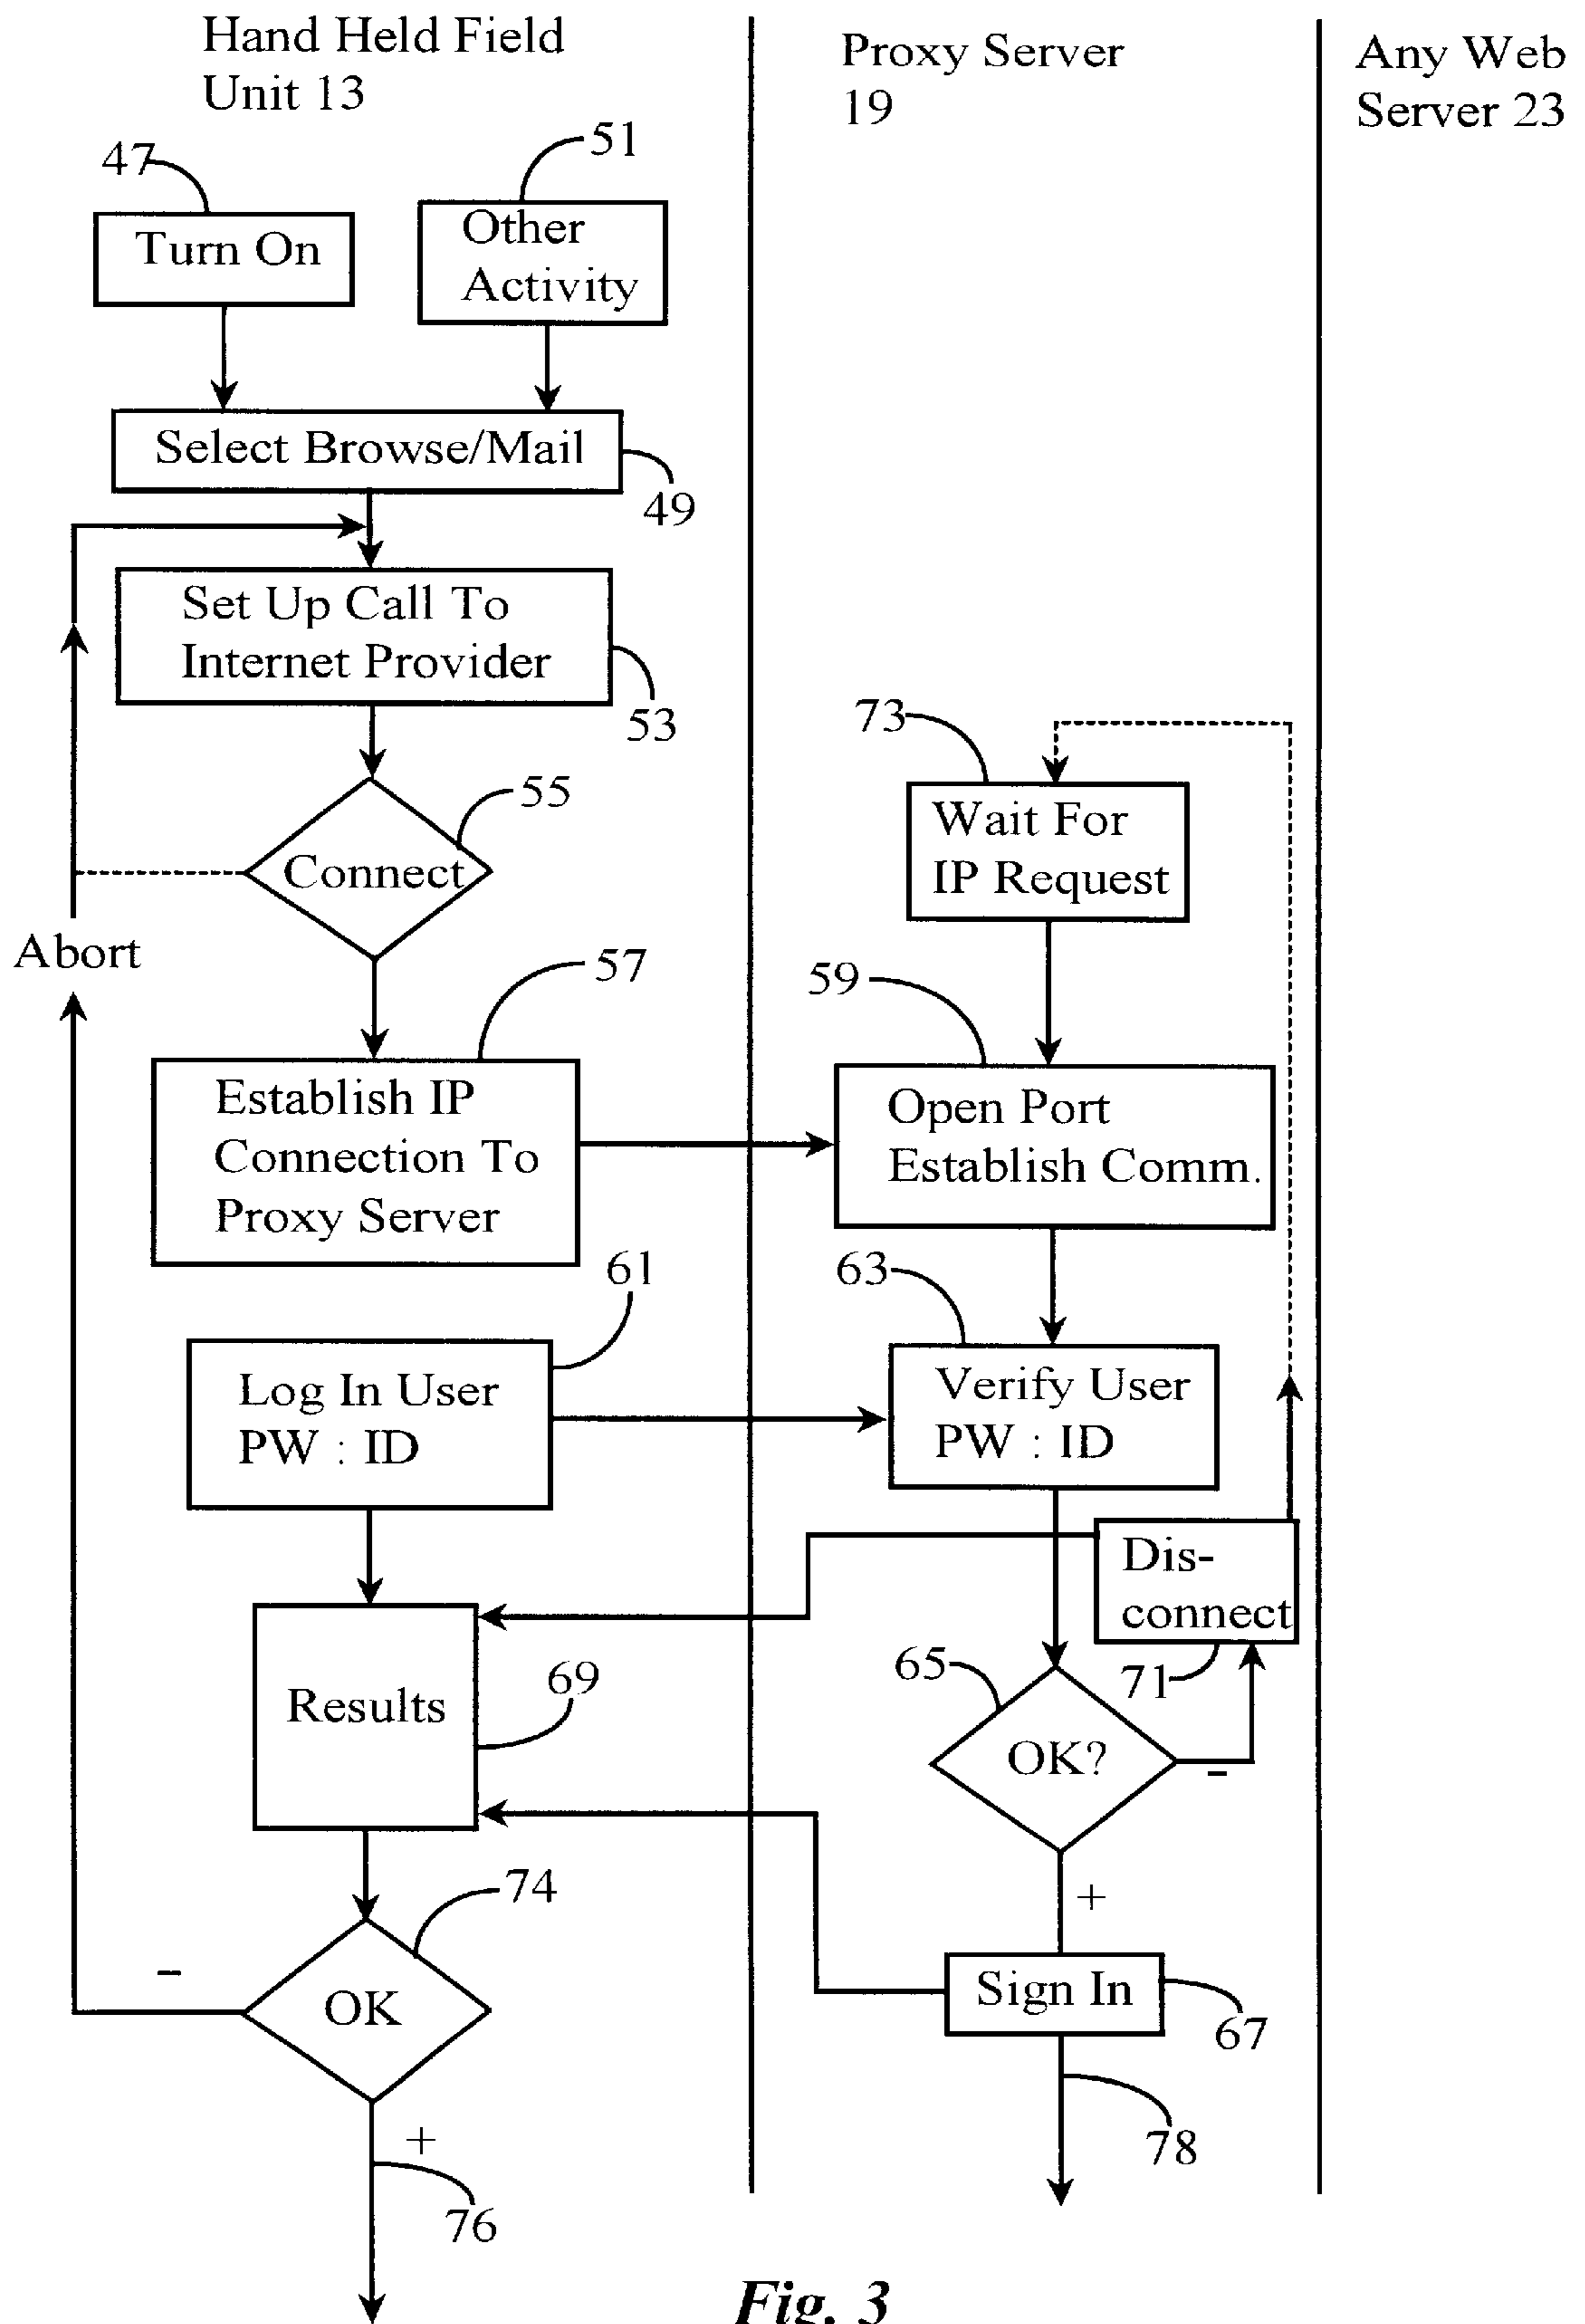 Hand Held Field
Unit 13
Proxy Server
19
Any Web
Server 23
47
51
Turn On
Other
Activity
Select Browse/Mail
49
Set Up Call To
Internet Provider
53
73
55
Connect
Wait For
IP Request
Abort
57
59
Establish IP
Connection To
Proxy Server
Open Port
Establish Comm.
61
63
Log In User
PW : ID
Verify User
PW : ID
Dis-
connect
71
65
69
Results
OK?
-
+
74
-
OK
Sign In
67
+
76
78
Fig. 3